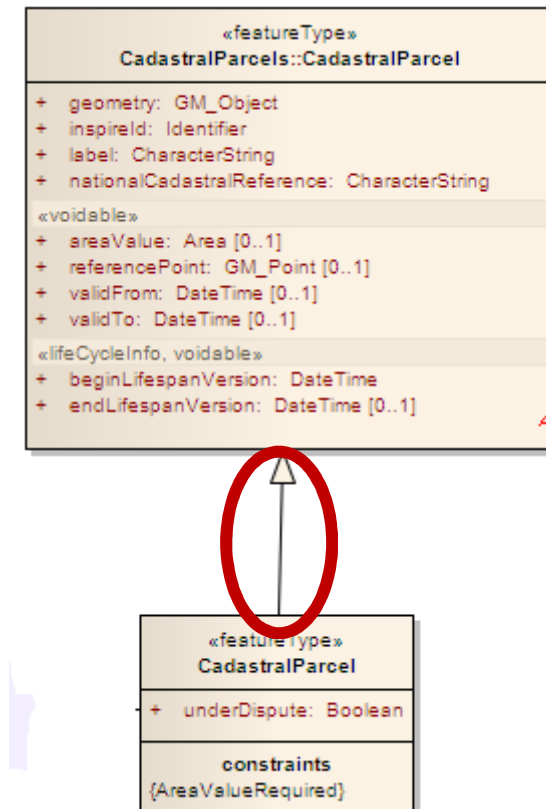 «featureType»
CadastralParcels::CadastralParcel
+ geometry: GM_Object
+ inspireId: Identifier
+ label: CharacterString
+ nationalCadastralReference: CharacterString
«voidable»
+ areaValue: Area [0..1]
+ referencePoint: GM_Point [0..1]
+ validFrom: DateTime [0..1]
+ validTo: DateTime [0..1]
«lifeCycleInfo, voidable»
+ beginLifespanVersion: DateTime
+ endLifespanVersion: DateTime [0..1]
«featureType»
CadastralParcel
+ underDispute: Boolean
constraints
{AreaValueRequired}